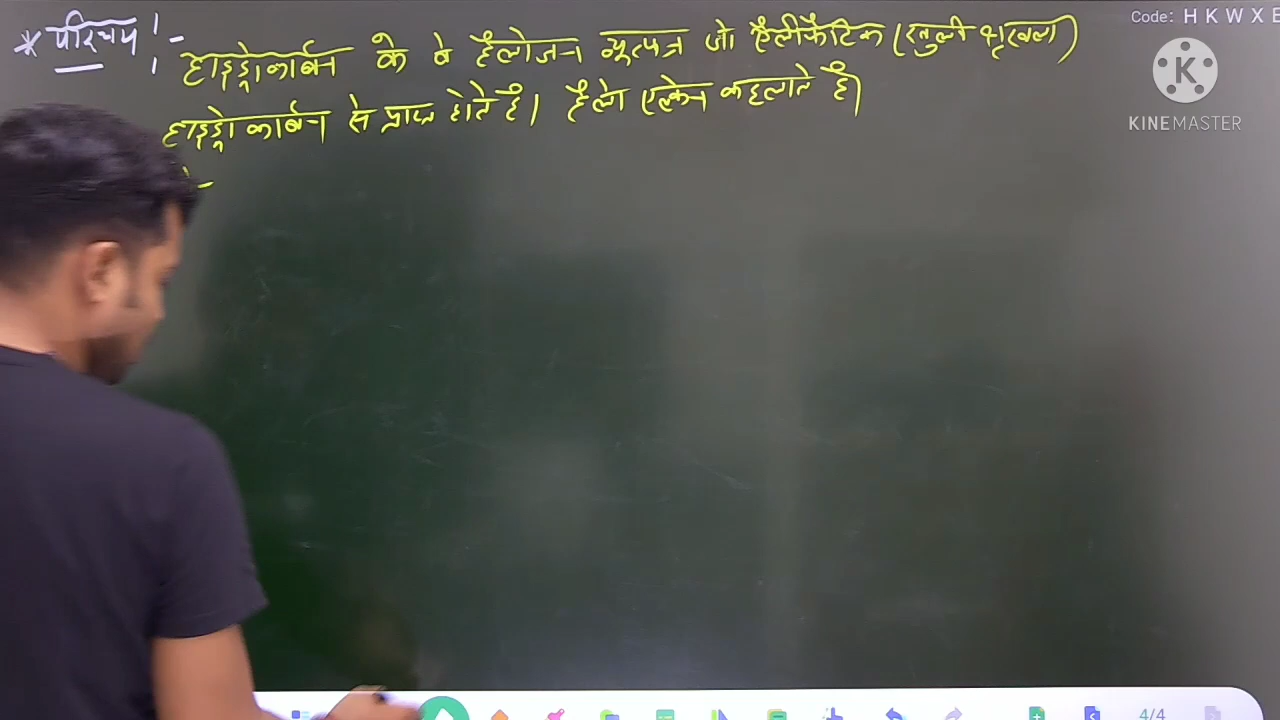 Code: H K W X E
* परिचय :-
हाइड्रोकार्बन के वे हैलोजन व्युत्पन्न जो ऐलीफैटिक (खुली श्रृंखला)
हाइड्रोकार्बन से प्राप्त होते है। हैलो एल्केन कहलाते है।
K
KINEMASTER
4/4